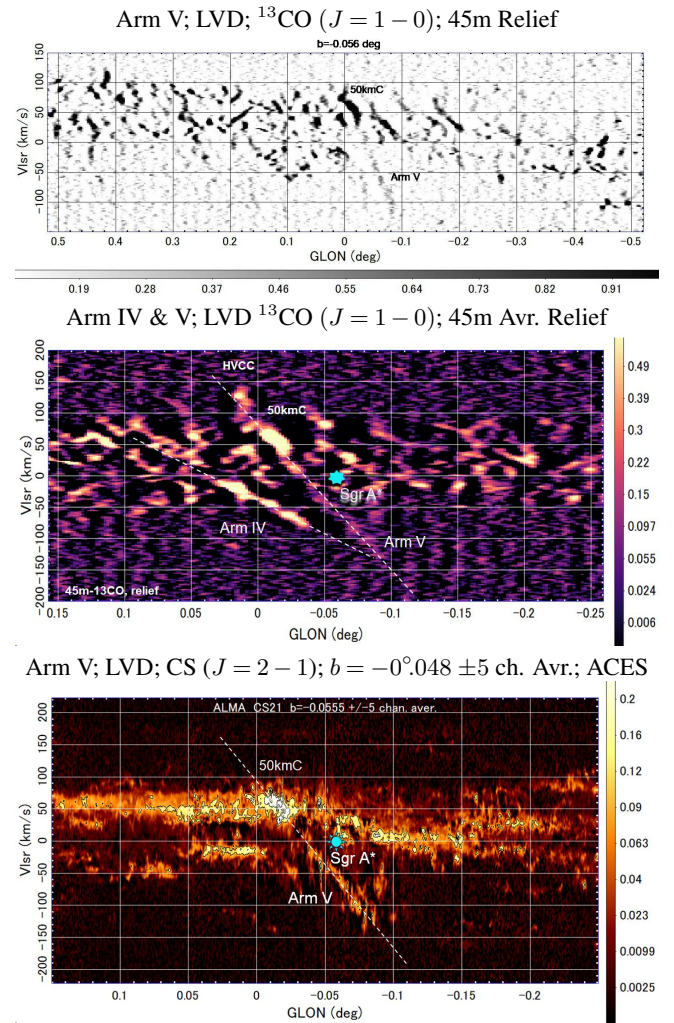 Arm V; LVD; ¹³CO (J = 1 − 0); 45m Relief
b=-0.056 deg
150
100
50
0
-50
-100
Vlsr (km/s)
50kmC
Arm V
0.5 0.4 0.3 0.2 0.1 0 -0.1 -0.2 -0.3 -0.4 -0.5
GLON (deg)
0.19 0.28 0.37 0.46 0.55 0.64 0.73 0.82 0.91
Arm IV & V; LVD ¹³CO (J = 1 − 0); 45m Avr. Relief
200
150
100
50
0
-50
-100
-150
-200
Vlsr (km/s)
HVCC
50kmC
Sgr A*
Arm IV
Arm V
45m-13CO, relief
0.15 0.1 0.05 0 -0.05 -0.1 -0.15 -0.2 -0.25
GLON (deg)
0.49
0.38
0.3
0.22
0.15
0.097
0.055
0.024
0.006
Arm V; LVD; CS (J = 2 − 1); b = −0°.048 ±5 ch. Avr.; ACES
ALMA CS21 b=-0.0555 +/-5 chan. aver.
200
150
100
50
0
-50
-100
-150
-200
Vlsr (km/s)
50kmC
Sgr A*
Arm V
0.1 0.05 0 -0.05 -0.1 -0.15 -0.2
GLON (deg)
0.2
0.16
0.12
0.09
0.063
0.04
0.023
0.0099
0.0025